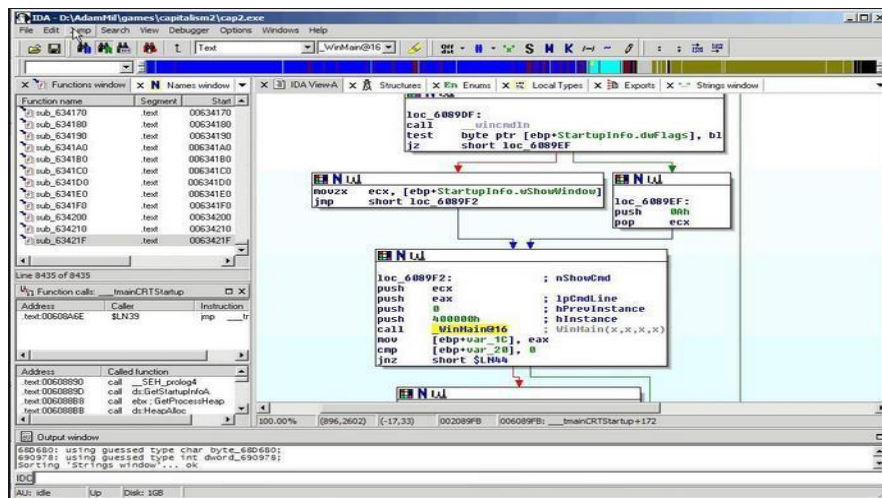 IDA - D:\AdamMil\games\capitalism2\cap2.exe
File Edit Jump Search View Debugger Options Windows Help
Text
_WinMain@16
S M K
Functions window
Names window
IDA View-A
Structures
En Enums
Local Types
Exports
Strings window
Function name Segment Start
sub_634170 .text 00634170
sub_634180 .text 00634180
sub_634190 .text 00634190
sub_6341A0 .text 006341A0
sub_6341B0 .text 006341B0
sub_6341C0 .text 006341C0
sub_6341D0 .text 006341D0
sub_6341E0 .text 006341E0
sub_6341F0 .text 006341F0
sub_634200 .text 00634200
sub_634210 .text 00634210
sub_63421F .text 0063421F
Line 8435 of 8435
Function calls: ___tmainCRTStartup
Address Caller Instruction
.text:00608A6E $LN39 jmp ___tr
Address Called function
.text:00608890 call __SEH_prolog4
.text:0060889D call ds:GetStartupInfoA
.text:006088B8 call ebx ; GetProcessHeap
.text:006088BB call ds:HeapAlloc
loc_6089DF:
call __wincmdln
test byte ptr [ebp+StartupInfo.dwFlags], bl
jz short loc_6089EF
movzx ecx, [ebp+StartupInfo.wShowWindow]
jmp short loc_6089F2
loc_6089EF:
push 0Ah
pop ecx
loc_6089F2: ; nShowCmd
push ecx
push eax ; lpCmdLine
push 0 ; hPrevInstance
push 400000h ; hInstance
call _WinMain@16 ; WinMain(x,x,x,x)
mov [ebp+var_1C], eax
cmp [ebp+var_20], 0
jnz short $LN44
100.00% (896,2602) (-17,33) 002089FB 006089FB: ___tmainCRTStartup+172
Output window
68D680: using guessed type char byte_68D680;
690978: using guessed type int dword_690978;
Sorting 'Strings window'... ok
IDC
AU: idle Up Disk: 1GB